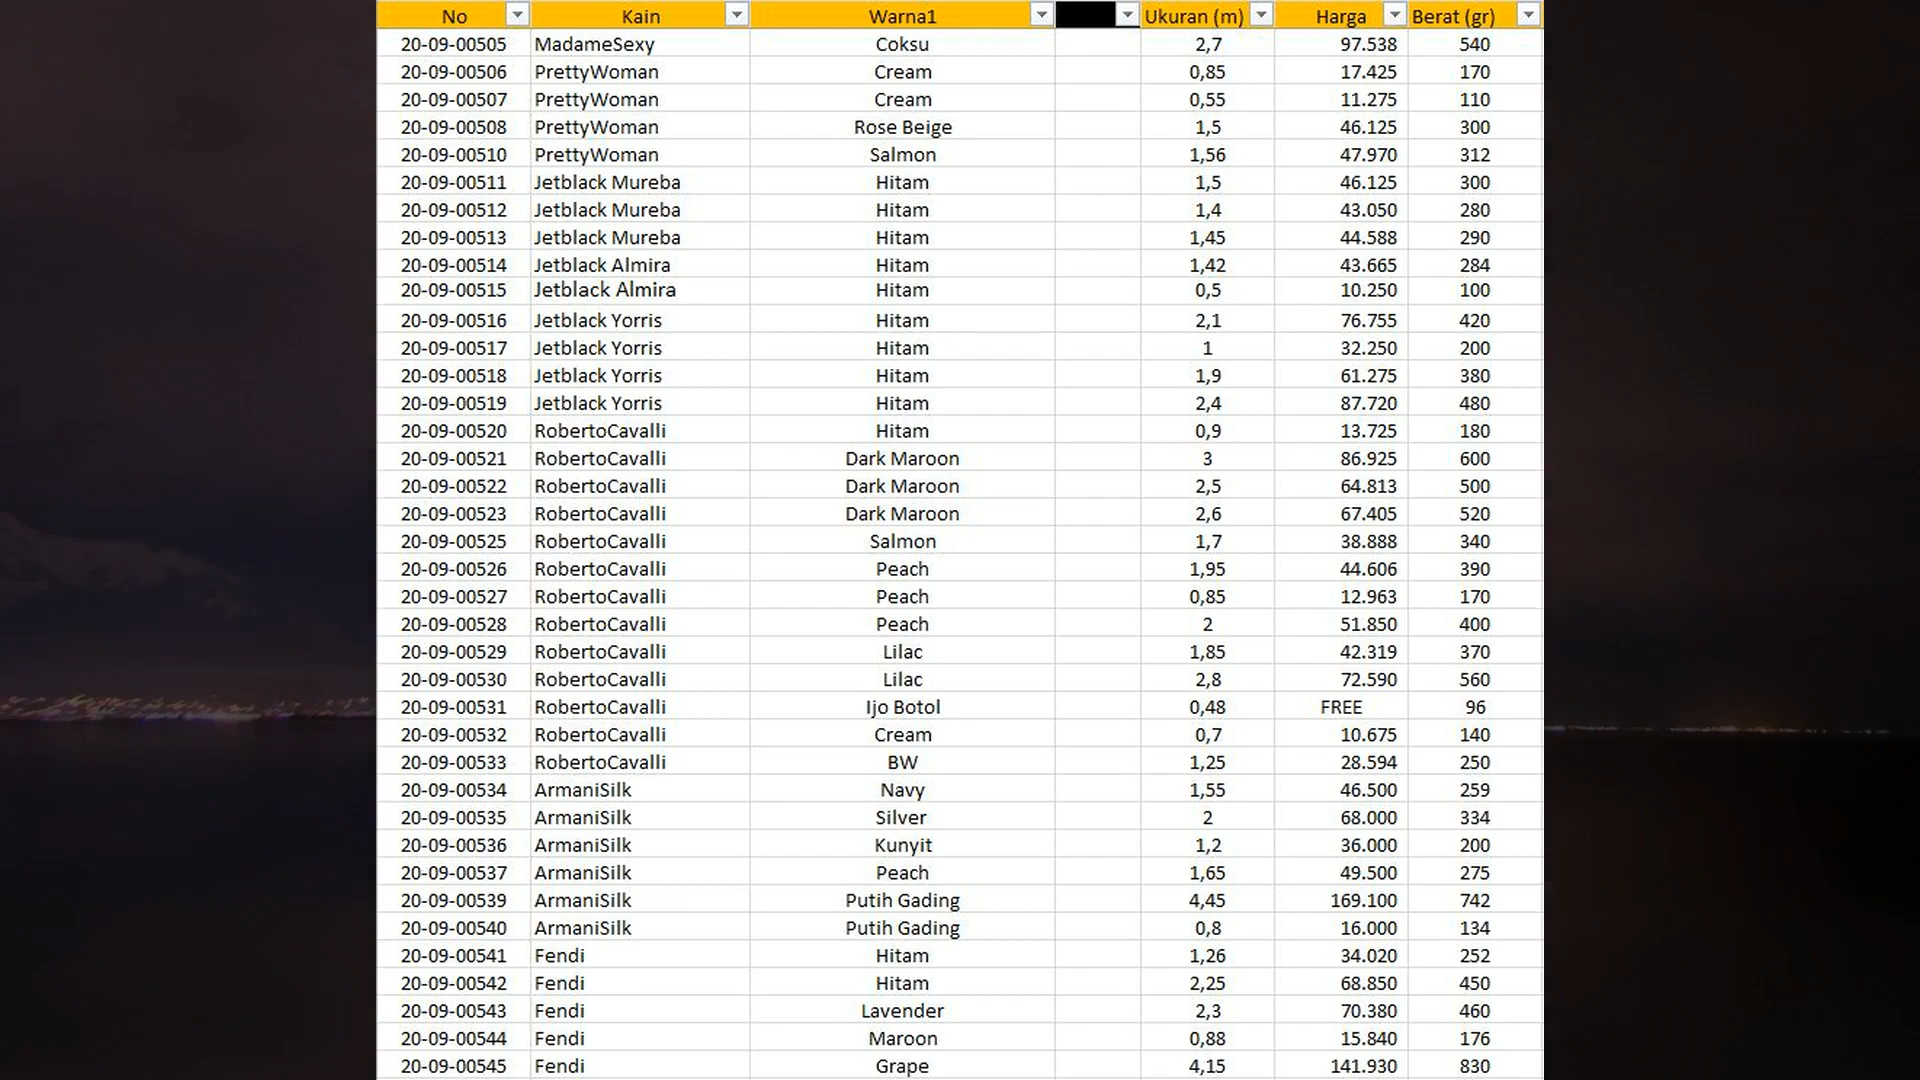 No Kain Warna1 Ukuran (m) Harga Berat (gr)
20-09-00505 MadameSexy Coksu 2,7 97.538 540
20-09-00506 PrettyWoman Cream 0,85 17.425 170
20-09-00507 PrettyWoman Cream 0,55 11.275 110
20-09-00508 PrettyWoman Rose Beige 1,5 46.125 300
20-09-00510 PrettyWoman Salmon 1,56 47.970 312
20-09-00511 Jetblack Mureba Hitam 1,5 46.125 300
20-09-00512 Jetblack Mureba Hitam 1,4 43.050 280
20-09-00513 Jetblack Mureba Hitam 1,45 44.588 290
20-09-00514 Jetblack Almira Hitam 1,42 43.665 284
20-09-00515 Jetblack Almira Hitam 0,5 10.250 100
20-09-00516 Jetblack Yorris Hitam 2,1 76.755 420
20-09-00517 Jetblack Yorris Hitam 1 32.250 200
20-09-00518 Jetblack Yorris Hitam 1,9 61.275 380
20-09-00519 Jetblack Yorris Hitam 2,4 87.720 480
20-09-00520 RobertoCavalli Hitam 0,9 13.725 180
20-09-00521 RobertoCavalli Dark Maroon 3 86.925 600
20-09-00522 RobertoCavalli Dark Maroon 2,5 64.813 500
20-09-00523 RobertoCavalli Dark Maroon 2,6 67.405 520
20-09-00525 RobertoCavalli Salmon 1,7 38.888 340
20-09-00526 RobertoCavalli Peach 1,95 44.606 390
20-09-00527 RobertoCavalli Peach 0,85 12.963 170
20-09-00528 RobertoCavalli Peach 2 51.850 400
20-09-00529 RobertoCavalli Lilac 1,85 42.319 370
20-09-00530 RobertoCavalli Lilac 2,8 72.590 560
20-09-00531 RobertoCavalli Ijo Botol 0,48 FREE 96
20-09-00532 RobertoCavalli Cream 0,7 10.675 140
20-09-00533 RobertoCavalli BW 1,25 28.594 250
20-09-00534 ArmaniSilk Navy 1,55 46.500 259
20-09-00535 ArmaniSilk Silver 2 68.000 334
20-09-00536 ArmaniSilk Kunyit 1,2 36.000 200
20-09-00537 ArmaniSilk Peach 1,65 49.500 275
20-09-00539 ArmaniSilk Putih Gading 4,45 169.100 742
20-09-00540 ArmaniSilk Putih Gading 0,8 16.000 134
20-09-00541 Fendi Hitam 1,26 34.020 252
20-09-00542 Fendi Hitam 2,25 68.850 450
20-09-00543 Fendi Lavender 2,3 70.380 460
20-09-00544 Fendi Maroon 0,88 15.840 176
20-09-00545 Fendi Grape 4,15 141.930 830